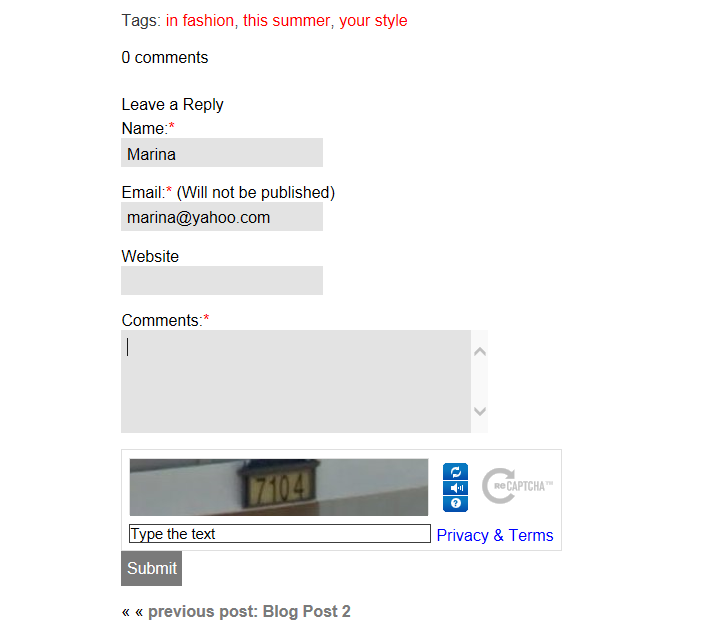 Tags: in fashion, this summer, your style
0 comments
Leave a Reply
Name:*
Marina
Email:* (Will not be published)
marina@yahoo.com
Website
Comments:*
7104
reCAPTCHA™
Type the text
Privacy & Terms
Submit
« « previous post: Blog Post 2